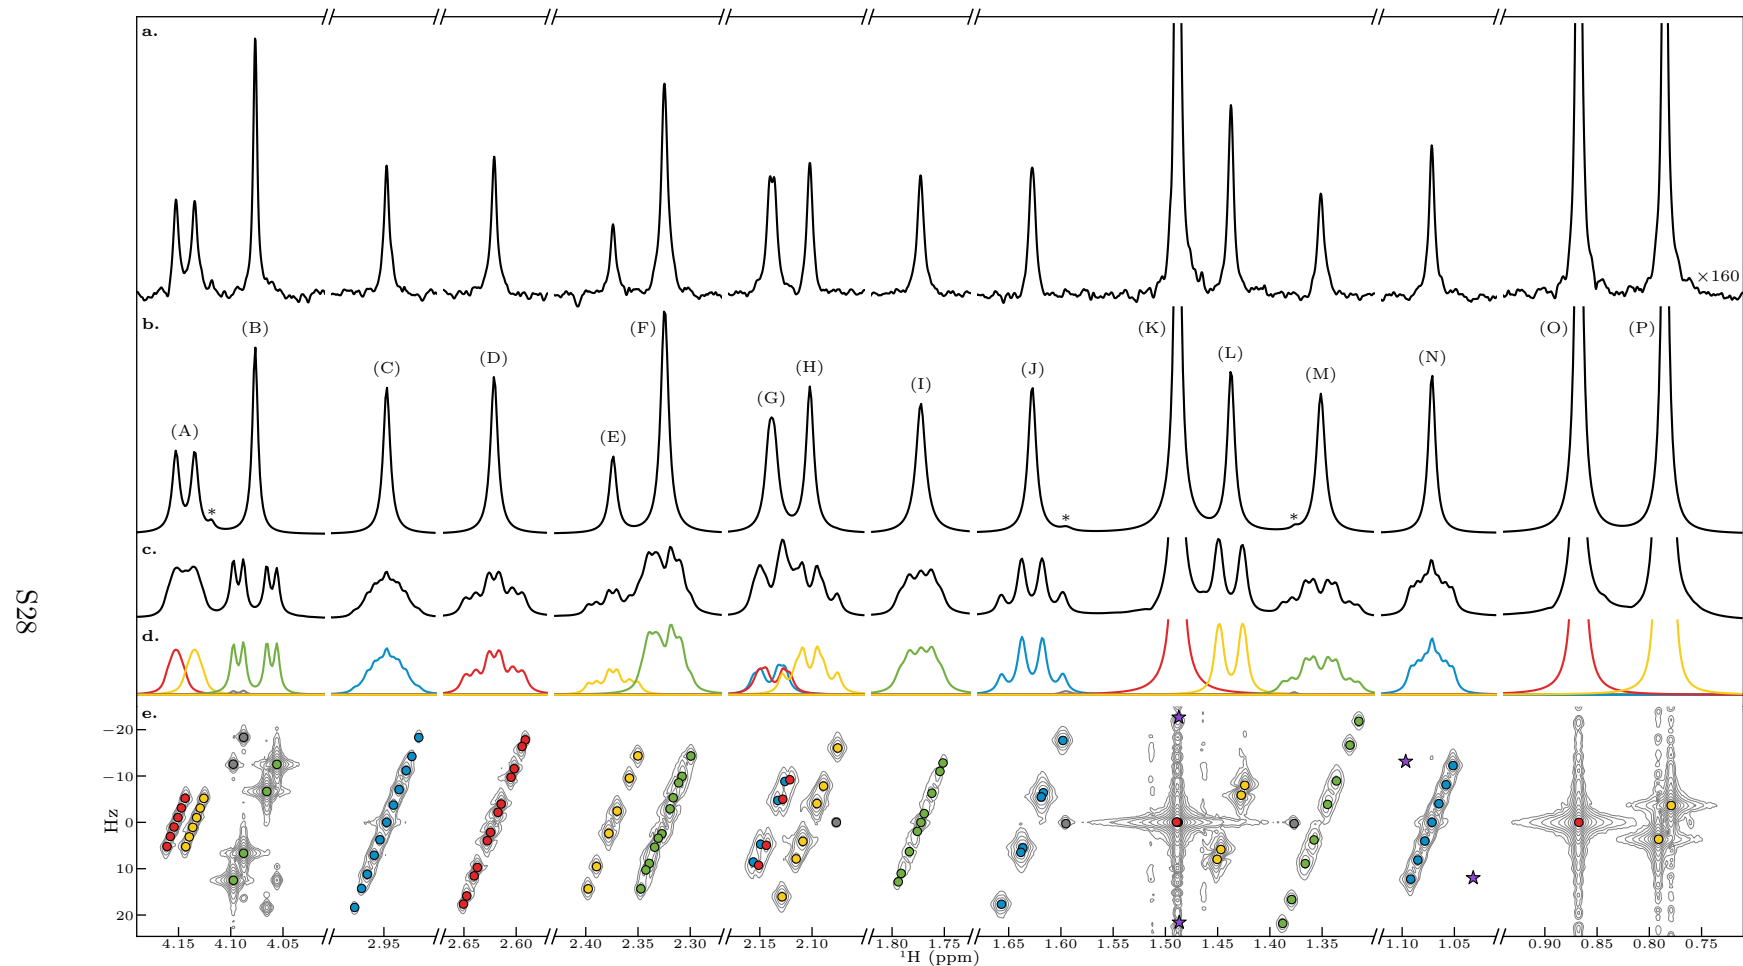 a.
×160
b.
(A)
(B)
(C)
(D)
(E)
(F)
(G)
(H)
(I)
(J)
(K)
(L)
(M)
(N)
(O)
(P)
*
*
*
c.
d.
e.
−20
−10
0
10
20
Hz
4.15 4.10 4.05 2.95 2.65 2.60 2.40 2.35 2.30 2.15 2.10 1.80 1.75 1.65 1.60 1.55 1.50 1.45 1.40 1.35 1.10 1.05 0.90 0.85 0.80 0.75
¹H (ppm)
S28